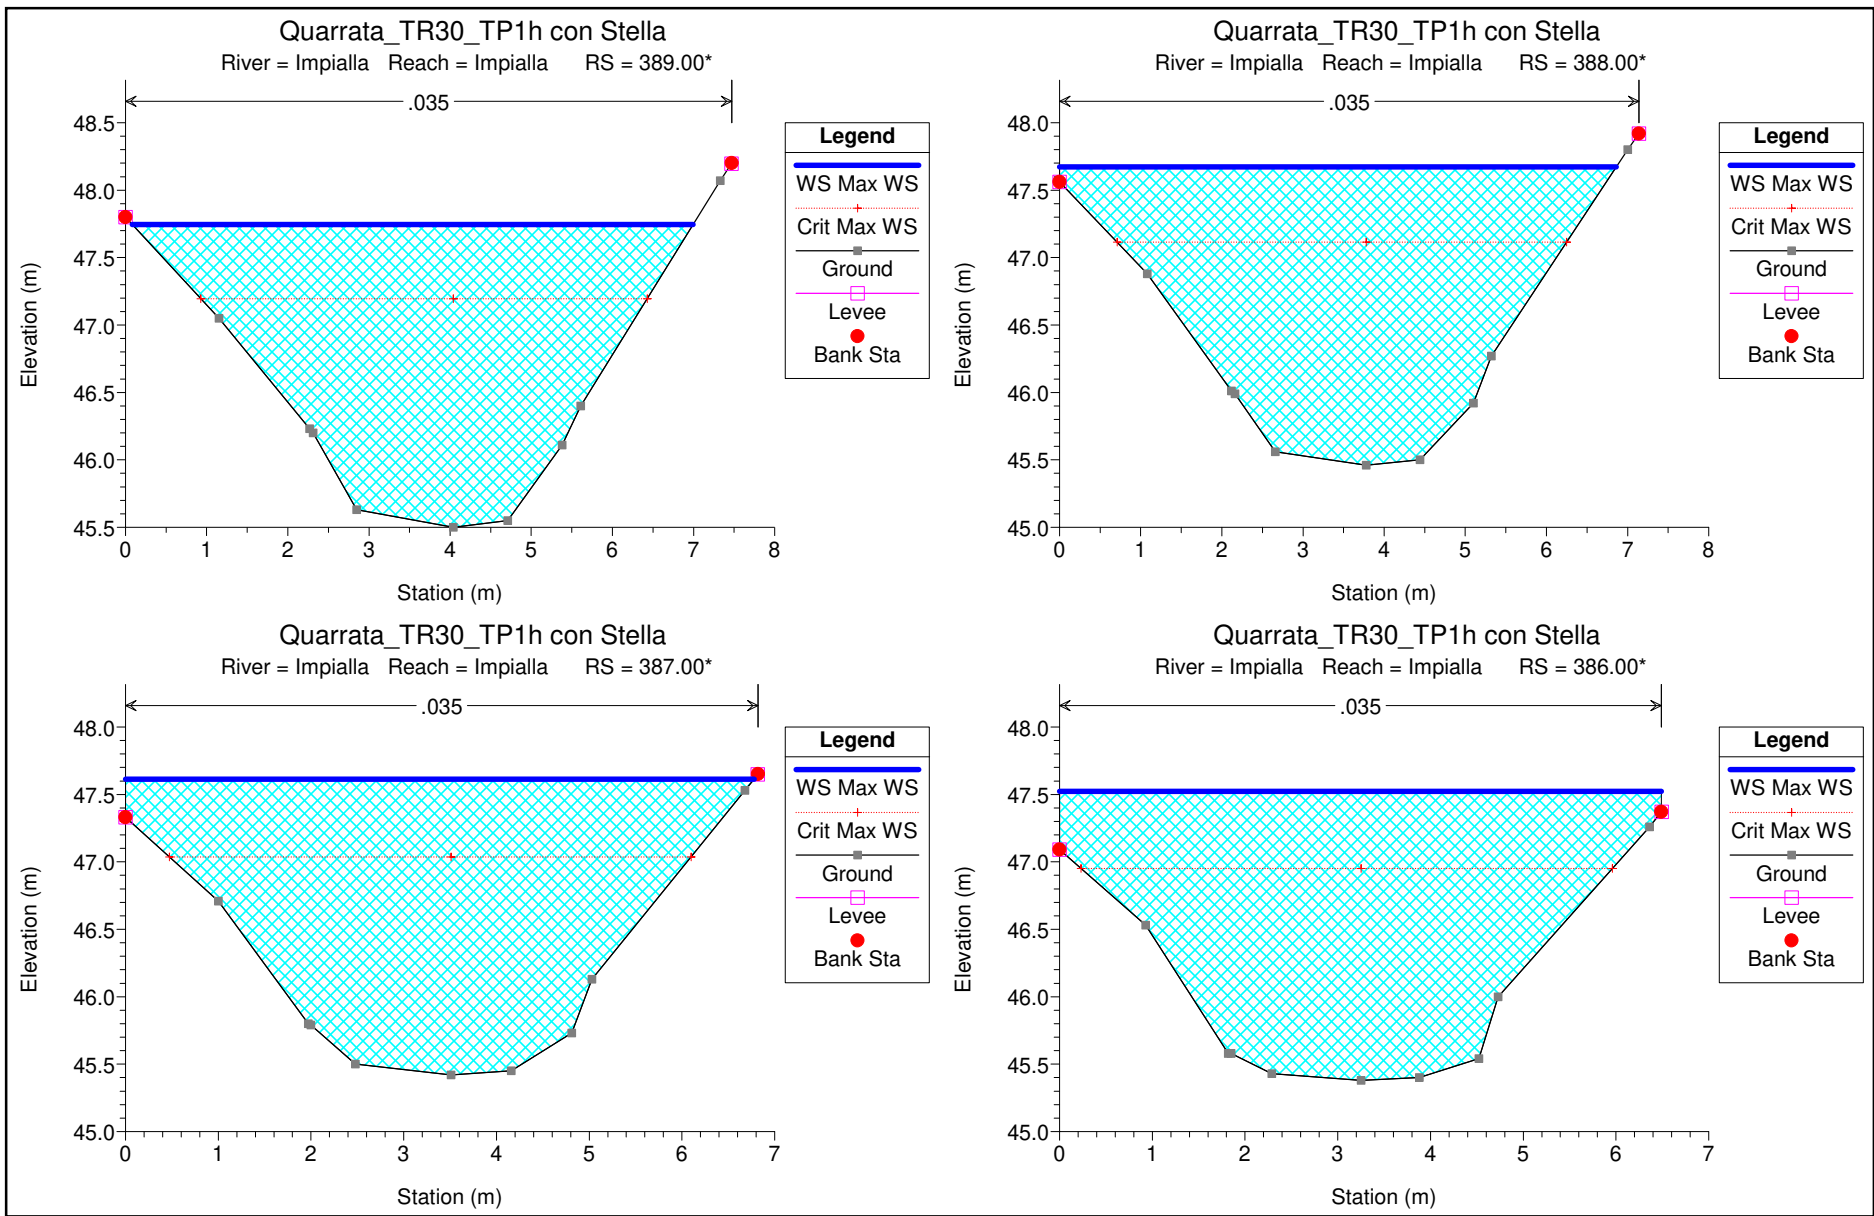 Quarrata_TR30_TP1h con Stella
River = Impialla Reach = Impialla RS = 389.00*
.035
48.5
48.0
47.5
47.0
46.5
46.0
45.5
Elevation (m)
0 1 2 3 4 5 6 7 8
Station (m)
Legend
WS Max WS
Crit Max WS
Ground
Levee
Bank Sta
Quarrata_TR30_TP1h con Stella
River = Impialla Reach = Impialla RS = 388.00*
.035
48.0
47.5
47.0
46.5
46.0
45.5
45.0
Elevation (m)
0 1 2 3 4 5 6 7 8
Station (m)
Legend
WS Max WS
Crit Max WS
Ground
Levee
Bank Sta
Quarrata_TR30_TP1h con Stella
River = Impialla Reach = Impialla RS = 387.00*
.035
48.0
47.5
47.0
46.5
46.0
45.5
45.0
Elevation (m)
0 1 2 3 4 5 6 7
Station (m)
Legend
WS Max WS
Crit Max WS
Ground
Levee
Bank Sta
Quarrata_TR30_TP1h con Stella
River = Impialla Reach = Impialla RS = 386.00*
.035
48.0
47.5
47.0
46.5
46.0
45.5
45.0
Elevation (m)
0 1 2 3 4 5 6 7
Station (m)
Legend
WS Max WS
Crit Max WS
Ground
Levee
Bank Sta